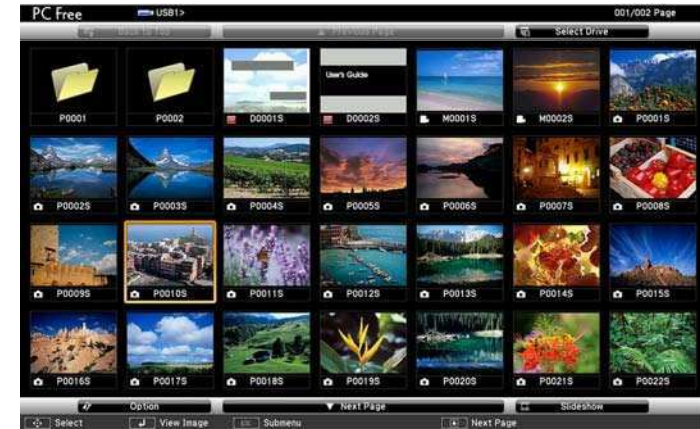 PC Free USB1> 001/002 Page
Back to Top Previous Page Select Drive
User's Guide
P0001 P0002 D0001S D0002S M0001S M0002S P0001S
P0002S P0003S P0004S P0005S P0006S P0007S P0008S
P0009S P0010S P0011S P0012S P0013S P0014S P0015S
P0016S P0017S P0018S P0019S P0020S P0021S P0022S
Option Next Page Slideshow
Select View Image Esc Submenu Next Page